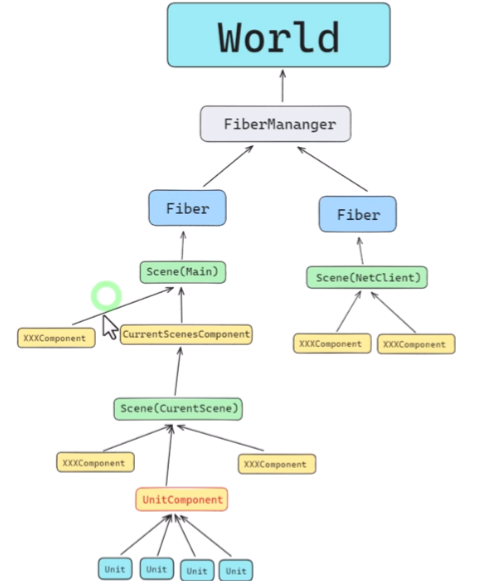 World
FiberMananger
Fiber
Fiber
Scene(Main)
Scene(NetClient)
XXXComponent
CurrentScenesComponent
XXXComponent
XXXComponent
Scene(CurentScene)
XXXComponent
XXXComponent
UnitComponent
Unit
Unit
Unit
Unit